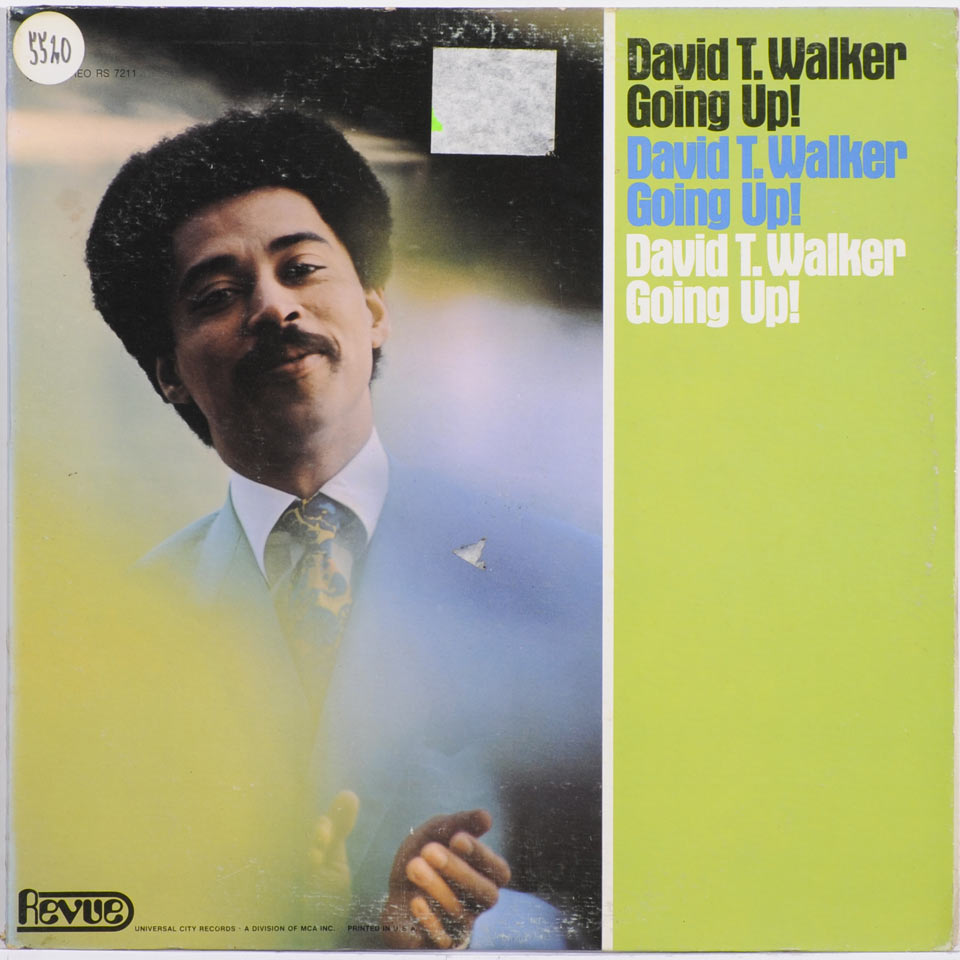 5520
EO RS 7211
David T. Walker
Going Up!
David T. Walker
Going Up!
David T. Walker
Going Up!
Revue
UNIVERSAL CITY RECORDS · A DIVISION OF MCA INC. PRINTED IN U.S.A.